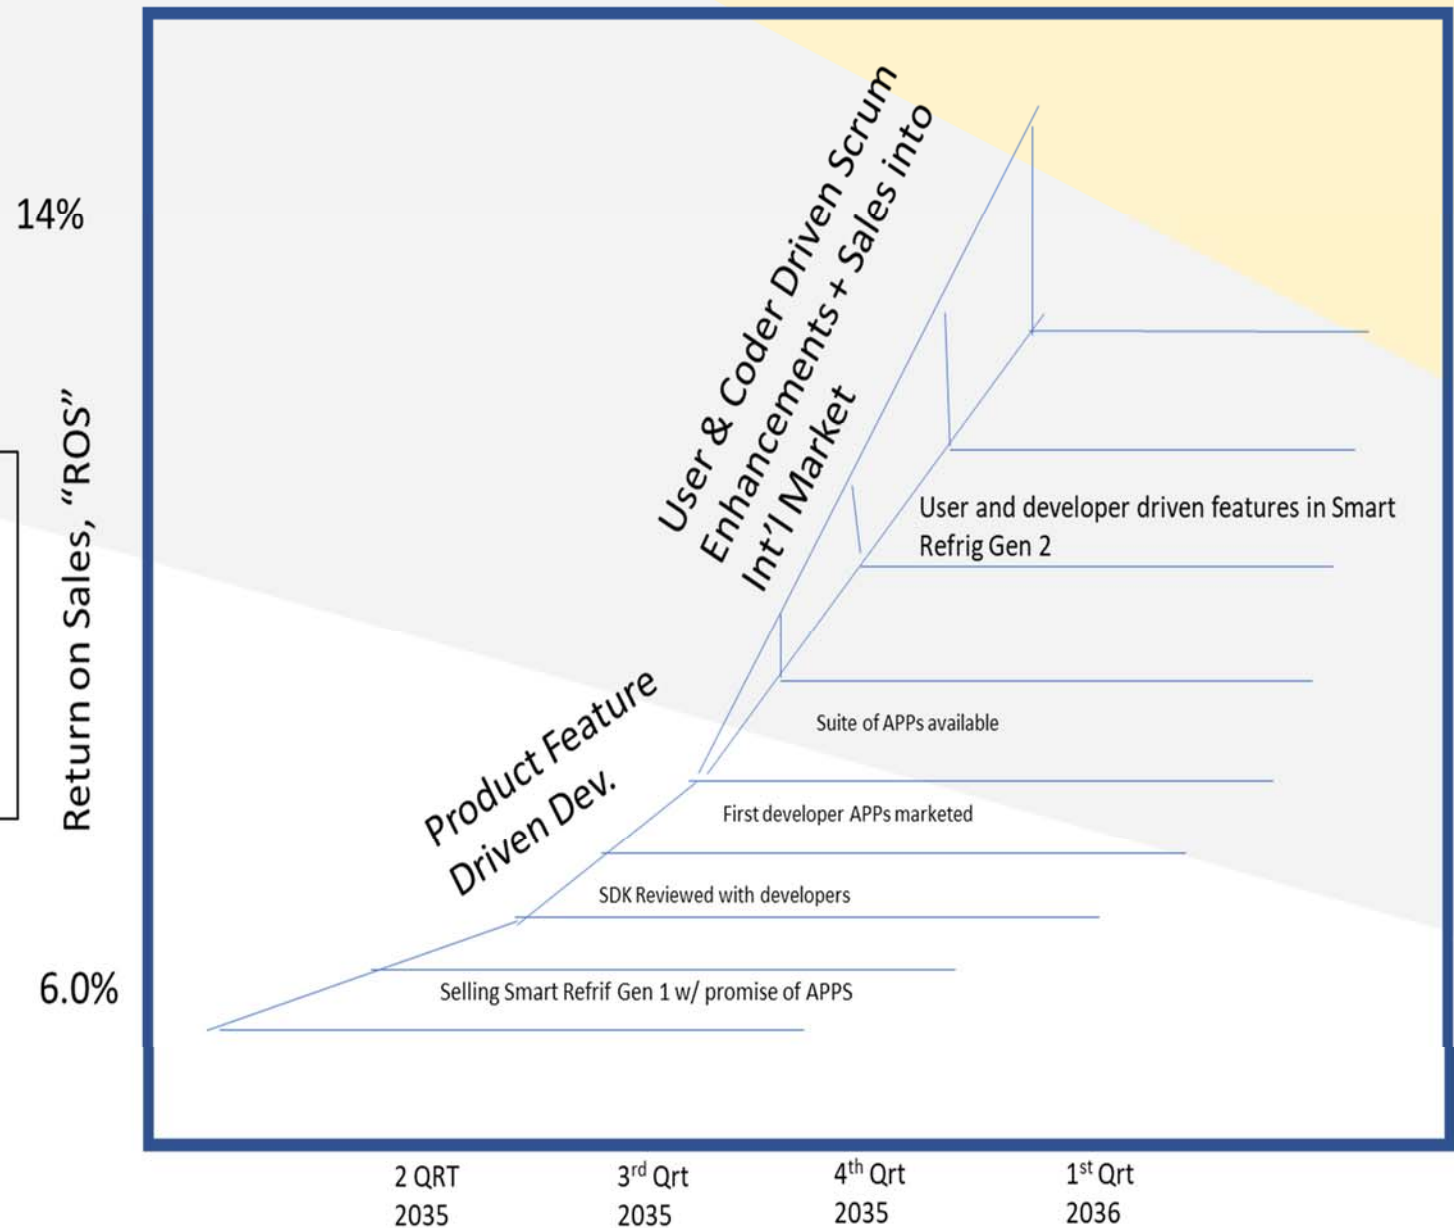 User & Coder Driven Scrum
Enhancements + Sales into
Int'l Market
14%
Return on Sales, “ROS”
User and developer driven features in Smart
Refrig Gen 2
Product Feature
Driven Dev.
Suite of APPs available
First developer APPs marketed
SDK Reviewed with developers
6.0%
Selling Smart Refrif Gen 1 w/ promise of APPS
2 QRT
2035
3rd Qrt
2035
4th Qrt
2035
1st Qrt
2036